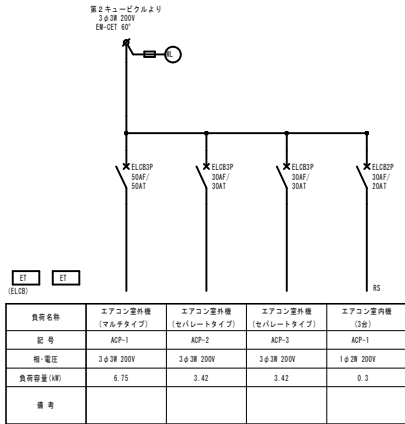 第2キュービクルより
3φ3W 200V
EM-CET 60°
WL
ELCB3P
50AF/
50AT
ELCB3P
30AF/
30AT
ELCB3P
30AF/
30AT
ELCB2P
30AF/
20AT
ET ET
(ELCB)
RS
負荷名称 エアコン室外機 エアコン室外機 エアコン室外機 エアコン室内機
(マルチタイプ) (セパレートタイプ) (セパレートタイプ) (3台)
記 号 ACP-1 ACP-2 ACP-3 ACP-1
相・電圧 3φ3W 200V 3φ3W 200V 3φ3W 200V 1φ2W 200V
負荷容量(kW) 6.75 3.42 3.42 0.3
備 考